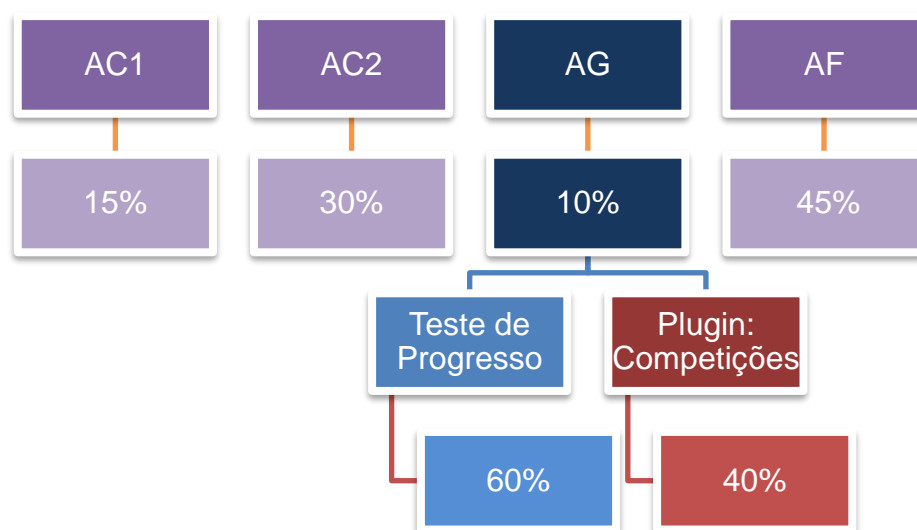 AC1
AC2
AG
AF
15%
30%
10%
45%
Teste de
Progresso
Plugin:
Competições
60%
40%